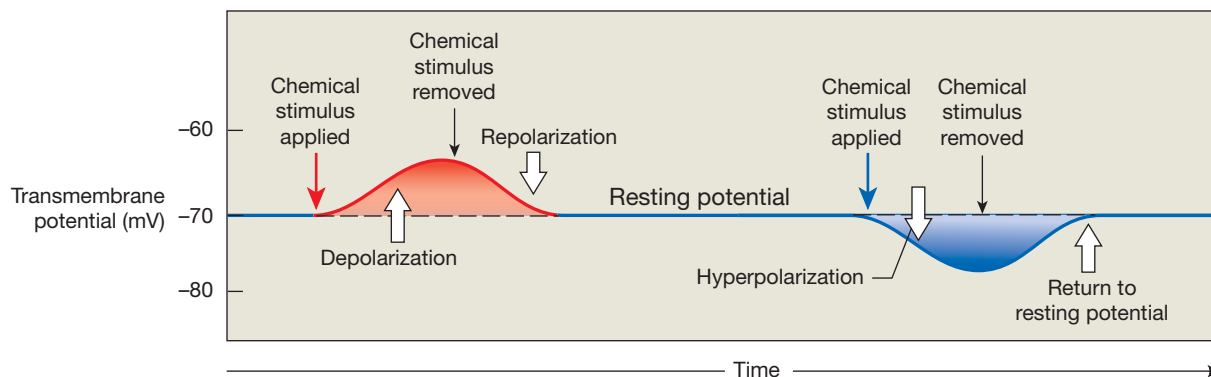 Chemical
stimulus
removed
Chemical
stimulus
applied
Repolarization
Chemical
stimulus
applied
Chemical
stimulus
removed
–60
Transmembrane
potential (mV)
–70
Resting potential
Depolarization
Hyperpolarization
–80
Return to
resting potential
Time